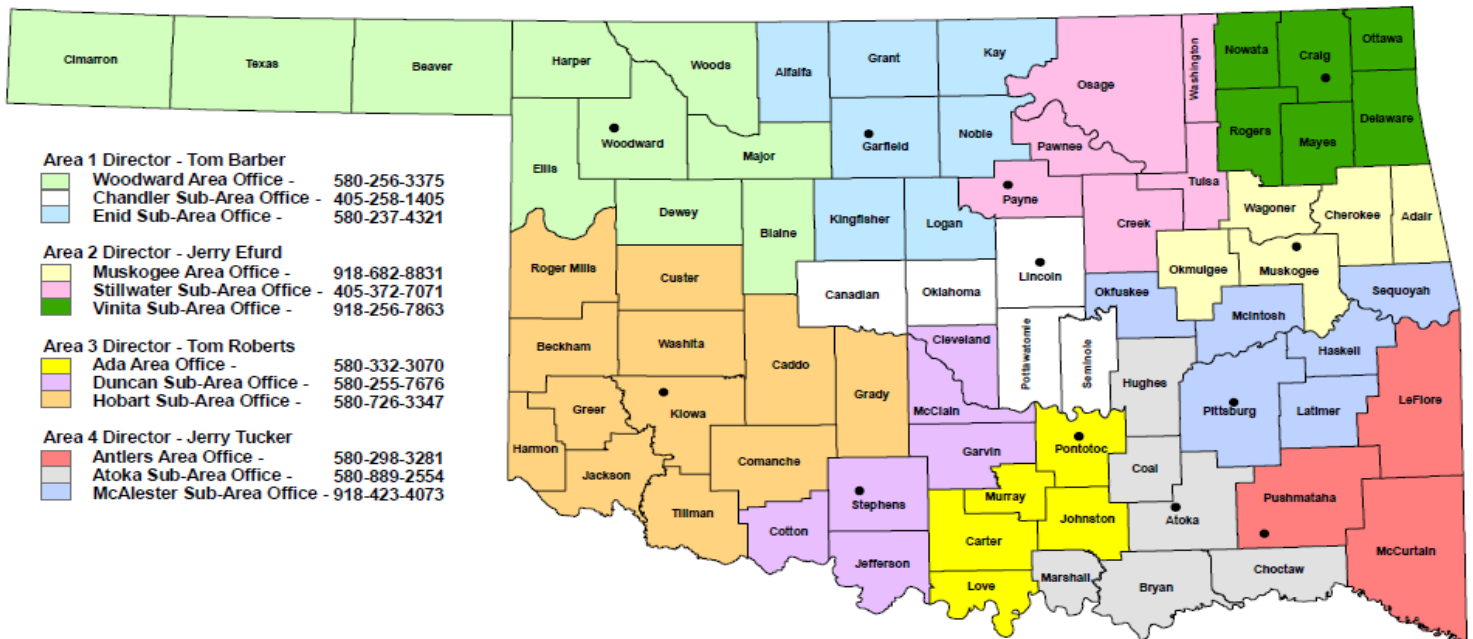 Cimarron
Texas
Beaver
Harper
Woods
Alfalfa
Grant
Kay
Osage
Washington
Nowata
Craig
Ottawa
Ellis
Woodward
Major
Garfield
Noble
Pawnee
Rogers
Mayes
Delaware
Area 1 Director - Tom Barber
Woodward Area Office - 580-256-3375
Chandler Sub-Area Office - 405-258-1405
Enid Sub-Area Office - 580-237-4321
Area 2 Director - Jerry Efurd
Muskogee Area Office - 918-682-8831
Stillwater Sub-Area Office - 405-372-7071
Vinita Sub-Area Office - 918-256-7863
Area 3 Director - Tom Roberts
Ada Area Office - 580-332-3070
Duncan Sub-Area Office - 580-255-7676
Hobart Sub-Area Office - 580-726-3347
Area 4 Director - Jerry Tucker
Antlers Area Office - 580-298-3281
Atoka Sub-Area Office - 580-889-2554
McAlester Sub-Area Office - 918-423-4073
Dewey
Blaine
Kingfisher
Logan
Payne
Creek
Tulsa
Wagoner
Cherokee
Adair
Roger Mills
Custer
Canadian
Oklahoma
Lincoln
Okfuskee
Okmulgee
Muskogee
Sequoyah
McIntosh
Beckham
Washita
Caddo
Grady
Cleveland
Pottawatomie
Seminole
Hughes
Haskell
Pittsburg
Latimer
LeFlore
Greer
Kiowa
McClain
Harmon
Jackson
Comanche
Garvin
Pontotoc
Coal
Tillman
Stephens
Murray
Johnston
Atoka
Pushmataha
Cotton
Jefferson
Carter
Love
Marshall
Bryan
Choctaw
McCurtain